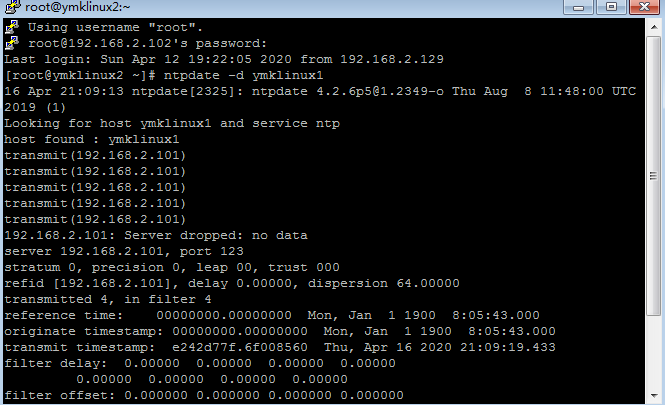 root@ymklinux2:~
Using username "root".
root@192.168.2.102's password:
Last login: Sun Apr 12 19:22:05 2020 from 192.168.2.129
[root@ymklinux2 ~]# ntpdate -d ymklinux1
16 Apr 21:09:13 ntpdate[2325]: ntpdate 4.2.6p5@1.2349-o Thu Aug  8 11:48:00 UTC
2019 (1)
Looking for host ymklinux1 and service ntp
host found : ymklinux1
transmit(192.168.2.101)
transmit(192.168.2.101)
transmit(192.168.2.101)
transmit(192.168.2.101)
transmit(192.168.2.101)
192.168.2.101: Server dropped: no data
server 192.168.2.101, port 123
stratum 0, precision 0, leap 00, trust 000
refid [192.168.2.101], delay 0.00000, dispersion 64.00000
transmitted 4, in filter 4
reference time:    00000000.00000000  Mon, Jan  1 1900  8:05:43.000
originate timestamp: 00000000.00000000  Mon, Jan  1 1900  8:05:43.000
transmit timestamp:  e242d77f.6f008560  Thu, Apr 16 2020 21:09:19.433
filter delay:  0.00000  0.00000  0.00000  0.00000
         0.00000  0.00000  0.00000  0.00000
filter offset: 0.000000 0.000000 0.000000 0.000000